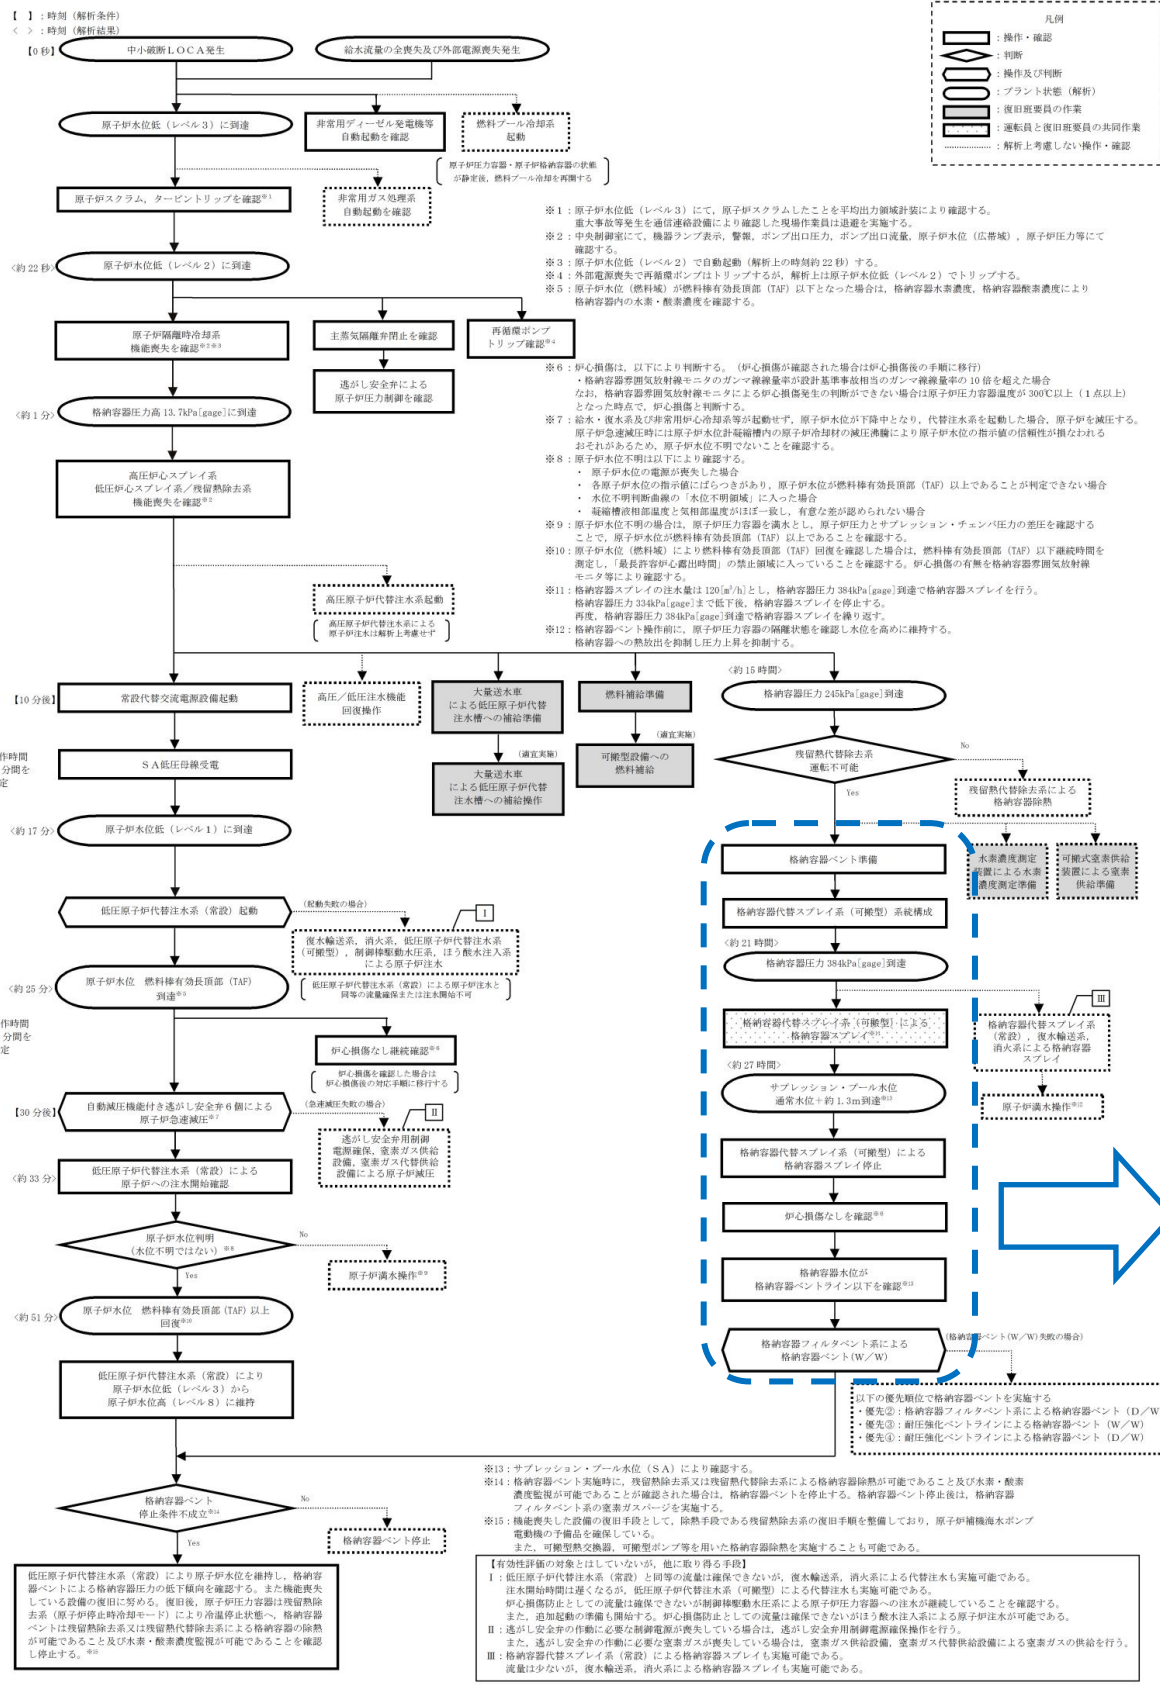 【 】：時刻（解析条件）
< >：時刻（解析結果）
【0秒】
中小破断ＬＯＣＡ発生
給水流量の全喪失及び外部電源喪失発生
原子炉水位低（レベル３）に到達
非常用ディーゼル発電機等
自動起動を確認
燃料プール冷却系
起動
原子炉圧力容器・原子炉格納容器の状態
が静定後，燃料プール冷却を再開する
原子炉スクラム，タービントリップを確認※1
非常用ガス処理系
自動起動を確認
<約22秒>
原子炉水位低（レベル２）に到達
原子炉隔離時冷却系
機能喪失を確認※2※3
主蒸気隔離弁閉止を確認
再循環ポンプ
トリップ確認※4
逃がし安全弁による
原子炉圧力制御を確認
<約1分>
格納容器圧力高 13.7kPa[gage]に到達
高圧炉心スプレイ系
低圧炉心スプレイ系／残留熱除去系
機能喪失を確認※2
高圧原子炉代替注水系起動
高圧原子炉代替注水系による
原子炉注水は解析上考慮せず
凡例
：操作・確認
：判断
：操作及び判断
：プラント状態（解析）
：復旧班要員の作業
：運転員と復旧班要員の共同作業
：解析上考慮しない操作・確認
※１：原子炉水位低（レベル３）にて，原子炉スクラムしたことを平均出力領域計装により確認する。
重大事故等発生を通信連絡設備により確認した現場作業員は退避を実施する。
※２：中央制御室にて，機器ランプ表示，警報，ポンプ出口圧力，ポンプ出口流量，原子炉水位（広帯域），原子炉圧力等にて
確認する。
※３：原子炉水位低（レベル２）で自動起動（解析上の時刻約22秒）する。
※４：外部電源喪失で再循環ポンプはトリップするが，解析上は原子炉水位低（レベル２）でトリップする。
※５：原子炉水位（燃料域）が燃料棒有効長頂部（TAF）以下となった場合は，格納容器水素濃度，格納容器酸素濃度により
格納容器内の水素・酸素濃度を確認する。
※６：炉心損傷は，以下により判断する。（炉心損傷が確認された場合は炉心損傷後の手順に移行）
・格納容器雰囲気放射線モニタのガンマ線線量率が設計基準事故相当のガンマ線線量率の10倍を超えた場合
なお，格納容器雰囲気放射線モニタによる炉心損傷発生の判断ができない場合は原子炉圧力容器温度が300℃以上（１点以上）
となった時点で，炉心損傷と判断する。
※７：給水・復水系及び非常用炉心冷却系等が起動せず，原子炉水位が下降中となり，代替注水系を起動した場合，原子炉を減圧する。
原子炉急速減圧時には原子炉水位計凝縮槽内の原子炉冷却材の減圧沸騰により原子炉水位の指示値の信頼性が損なわれる
おそれがあるため，原子炉水位不明でないことを確認する。
※８：原子炉水位不明は以下により確認する。
・ 原子炉水位の電源が喪失した場合
・ 各原子炉水位の指示値にばらつきがあり，原子炉水位が燃料棒有効長頂部（TAF）以上であることが判定できない場合
・ 水位不明判断曲線の「水位不明領域」に入った場合
・ 凝縮槽液相部温度と気相部温度がほぼ一致し，有意な差が認められない場合
※９：原子炉水位不明の場合は，原子炉圧力容器を満水とし，原子炉圧力とサプレッション・チェンバ圧力の差圧を確認する
ことで，原子炉水位が燃料棒有効長頂部（TAF）以上であることを確認する。
※10：原子炉水位（燃料域）により燃料棒有効長頂部（TAF）回復を確認した場合は，燃料棒有効長頂部（TAF）以下継続時間を
測定し，「最長許容炉心露出時間」の禁止領域に入っていることを確認する。炉心損傷の有無を格納容器雰囲気放射線
モニタ等により確認する。
※11：格納容器スプレイの注水量は120[m³/h]とし，格納容器圧力384kPa[gage]到達で格納容器スプレイを行う。
格納容器圧力334kPa[gage]まで低下後，格納容器スプレイを停止する。
再度，格納容器圧力384kPa[gage]到達で格納容器スプレイを繰り返す。
※12：格納容器ベント操作前に，原子炉圧力容器の隔離状態を確認し水位を高めに維持する。
格納容器への熱放出を抑制し圧力上昇を抑制する。
【10分後】
常設代替交流電源設備起動
高圧／低圧注水機能
回復操作
大量送水車
による低圧原子炉代替
注水槽への補給準備
燃料補給準備
<約15時間>
格納容器圧力 245kPa[gage]到達
（適宜実施）
（適宜実施）
作時間
分間を
定
ＳＡ低圧母線受電
大量送水車
による低圧原子炉代替
注水槽への補給操作
可搬型設備への
燃料補給
残留熱代替除去系
運転不可能
No
Yes
残留熱代替除去系による
格納容器除熱
<約17分>
原子炉水位低（レベル１）に到達
格納容器ベント準備
水素濃度測定
装置による水素
濃度測定準備
可搬式窒素供給
装置による窒素
供給準備
低圧原子炉代替注水系（常設）起動
（起動失敗の場合）
Ⅰ
復水輸送系，消火系，低圧原子炉代替注水系
（可搬型），制御棒駆動水圧系，ほう酸水注入系
による原子炉注水
低圧原子炉代替注水系（常設）による原子炉注水と
同等の流量確保または注水開始不可
格納容器代替スプレイ系（可搬型）系統構成
<約21時間>
格納容器圧力 384kPa[gage]到達
<約25分>
原子炉水位　燃料棒有効長頂部（TAF）
到達※5
作時間
分間を
定
炉心損傷なし継続確認※6
炉心損傷を確認した場合は
炉心損傷後の対応手順に移行する
格納容器代替スプレイ系（可搬型）による
格納容器スプレイ※11
Ⅲ
格納容器代替スプレイ系
（常設），復水輸送系，
消火系による格納容器
スプレイ
<約27時間>
サプレッション・プール水位
通常水位＋約1.3m到達※13
原子炉満水操作※12
【30分後】
自動減圧機能付き逃がし安全弁６個による
原子炉急速減圧※7
（急速減圧失敗の場合）
Ⅱ
逃がし安全弁用制御
電源確保，窒素ガス供給
設備，窒素ガス代替供給
設備による原子炉減圧
格納容器代替スプレイ系（可搬型）による
格納容器スプレイ停止
<約33分>
低圧原子炉代替注水系（常設）による
原子炉への注水開始確認
炉心損傷なしを確認※6
原子炉水位判明
（水位不明ではない）※8
No
Yes
原子炉満水操作※9
格納容器水位が
格納容器ベントライン以下を確認※13
<約51分>
原子炉水位　燃料棒有効長頂部（TAF）以上
回復※10
格納容器フィルタベント系による
格納容器ベント（Ｗ／Ｗ）
（格納容器ベント（Ｗ／Ｗ）失敗の場合）
低圧原子炉代替注水系（常設）により
原子炉水位低（レベル３）から
原子炉水位高（レベル８）に維持
以下の優先順位で格納容器ベントを実施する
・優先②：格納容器フィルタベント系による格納容器ベント（Ｄ／Ｗ
・優先③：耐圧強化ベントラインによる格納容器ベント（Ｗ／Ｗ）
・優先④：耐圧強化ベントラインによる格納容器ベント（Ｄ／Ｗ）
※13：サプレッション・プール水位（ＳＡ）により確認する。
※14：格納容器ベント実施時に，残留熱除去系又は残留熱代替除去系による格納容器除熱が可能であること及び水素・酸素
濃度監視が可能であることが確認された場合は，格納容器ベントを停止する。格納容器ベント停止後は，格納容器
フィルタベント系の窒素ガスパージを実施する。
※15：機能喪失した設備の復旧手段として，除熱手段である残留熱除去系の復旧手順を整備しており，原子炉補機海水ポンプ
電動機の予備品を確保している。
また，可搬型熱交換器，可搬型ポンプ等を用いた格納容器除熱を実施することも可能である。
格納容器ベント
停止条件不成立※14
No
Yes
格納容器ベント停止
低圧原子炉代替注水系（常設）により原子炉水位を維持し，格納容
器ベントによる格納容器圧力の低下傾向を確認する。また機能喪失
している設備の復旧に努める。復旧後，原子炉圧力容器は残留熱除
去系（原子炉停止時冷却モード）により冷温停止状態へ，格納容器
ベントは残留熱除去系又は残留熱代替除去系による格納容器の除熱
が可能であること及び水素・酸素濃度監視が可能であることを確認
し停止する。※15
【有効性評価の対象とはしていないが，他に取り得る手段】
Ⅰ：低圧原子炉代替注水系（常設）と同等の流量は確保できないが，復水輸送系，消火系による代替注水も実施可能である。
注水開始時間は遅くなるが，低圧原子炉代替注水系（可搬型）による代替注水も実施可能である。
炉心損傷防止としての流量は確保できないが制御棒駆動水圧系による原子炉圧力容器への注水が継続していることを確認する。
また，追加起動の準備も開始する。炉心損傷防止としての流量は確保できないがほう酸水注入系による原子炉注水が可能である。
Ⅱ：逃がし安全弁の作動に必要な制御電源が喪失している場合は，逃がし安全弁用制御電源確保操作を行う。
また，逃がし安全弁の作動に必要な窒素ガスが喪失している場合は，窒素ガス供給設備，窒素ガス代替供給設備による窒素ガスの供給を行う。
Ⅲ：格納容器代替スプレイ系（常設）による格納容器スプレイも実施可能である。
流量は少ないが，復水輸送系，消火系による格納容器スプレイも実施可能である。